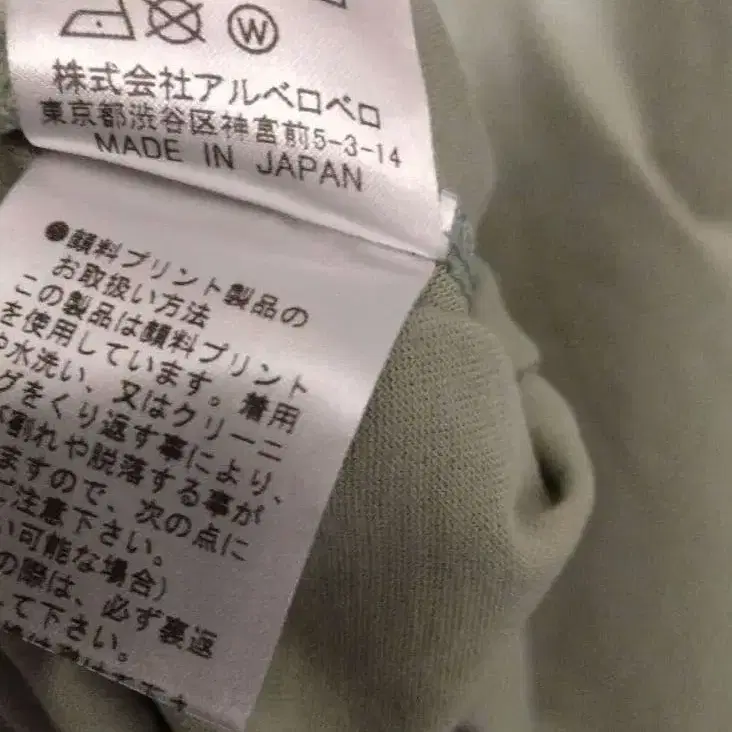 W
株式会社アルベロベロ
東京都渋谷区神宮前5-3-14
MADE IN JAPAN
●顔料プリント製品の
お取扱い方法
この製品は顔料プリント
を使用しています。着用
や水洗い、又はクリーニ
グをくり返す事により、
が割れや脱落する事が
ますので、次の点に
ご注意下さい。
い可能な場合)
の際は、必ず裏返
して下さい。